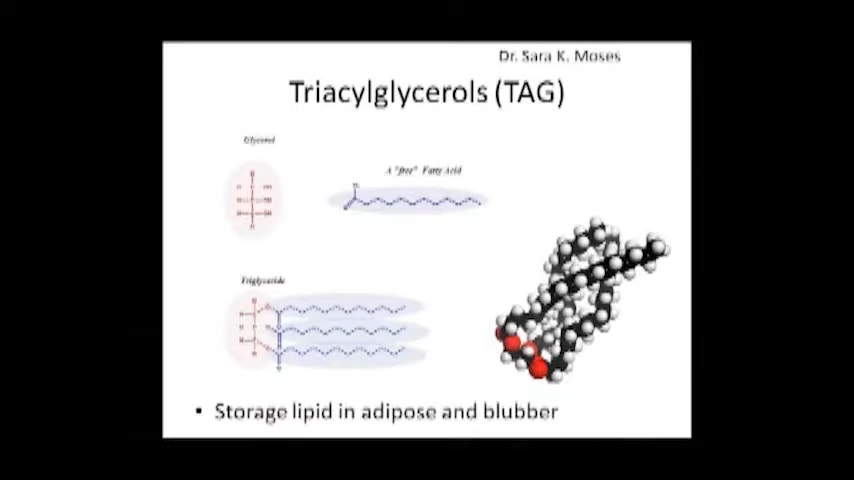 Dr. Sara K. Moses
Triacylglycerols (TAG)
Glycerol
A "free" Fatty Acid
Triglyceride
• Storage lipid in adipose and blubber